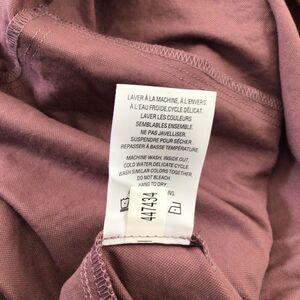 LAVER À LA MACHINE, À L'ENVERS
À L'EAU FROIDE, CYCLE DÉLICAT.
LAVER LES COULEURS
SEMBLABLES ENSEMBLE.
NE PAS JAVELLISER
SUSPENDRE POUR SÉCHER.
REPASSER À BASSE TEMPÉRATURE.
MACHINE WASH, INSIDE OUT,
COLD WATER, DELICATE CYCLE
WASH SIMILAR COLORS TOGETHER.
DO NOT BLEACH.
HANG TO DRY.
447434